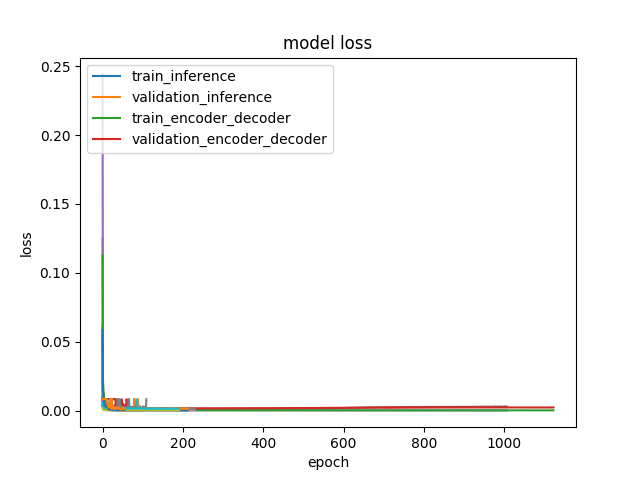 model loss
train_inference
validation_inference
train_encoder_decoder
validation_encoder_decoder
0.25
0.20
0.15
0.10
0.05
0.00
loss
0 200 400 600 800 1000
epoch